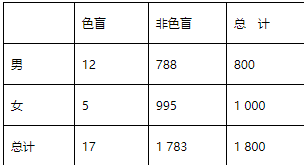 色盲 非色盲 总 计
男 12 788 800
女 5 995 1 000
总计 17 1 783 1 800